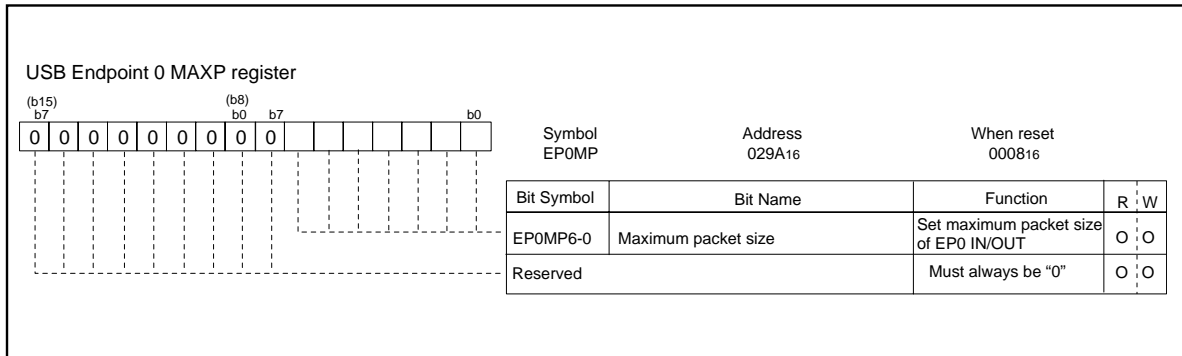 USB Endpoint 0 MAXP register
(b15) (b8)
b7 b0 b7 b0
0 0 0 0 0 0 0 0 0
Symbol Address When reset
EP0MP 029A16 000816
Bit Symbol Bit Name Function R W
EP0MP6-0 Maximum packet size Set maximum packet size
of EP0 IN/OUT O O
Reserved Must always be “0” O O